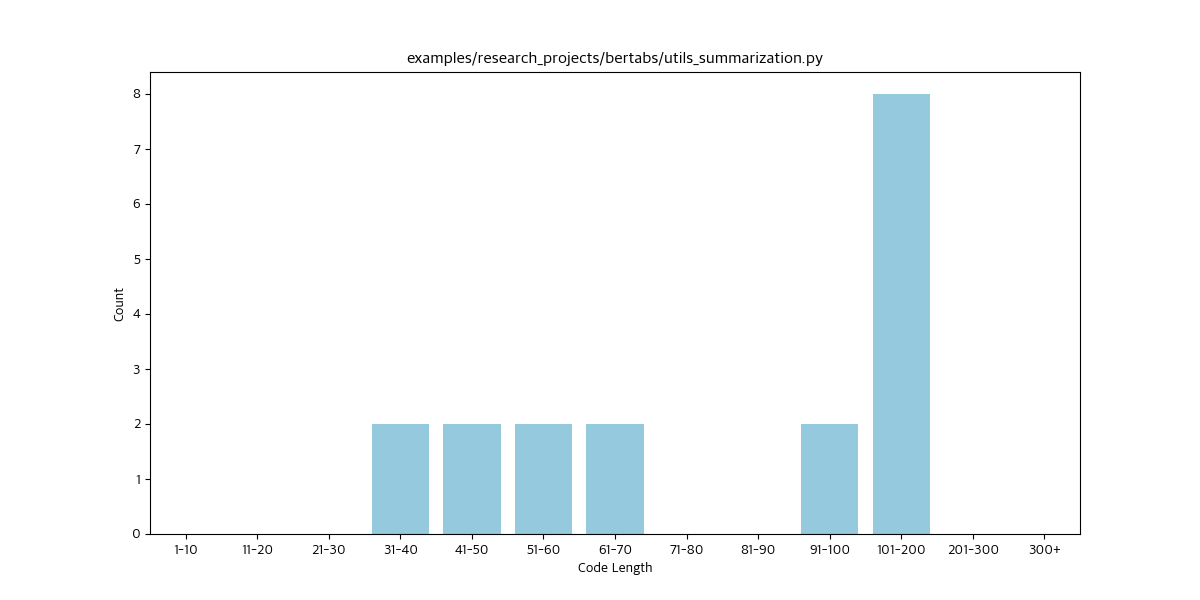 examples/research_projects/bertabs/utils_summarization.py
8
7
6
5
4
3
2
1
0
Count
1-10 11-20 21-30 31-40 41-50 51-60 61-70 71-80 81-90 91-100 101-200 201-300 300+
Code Length